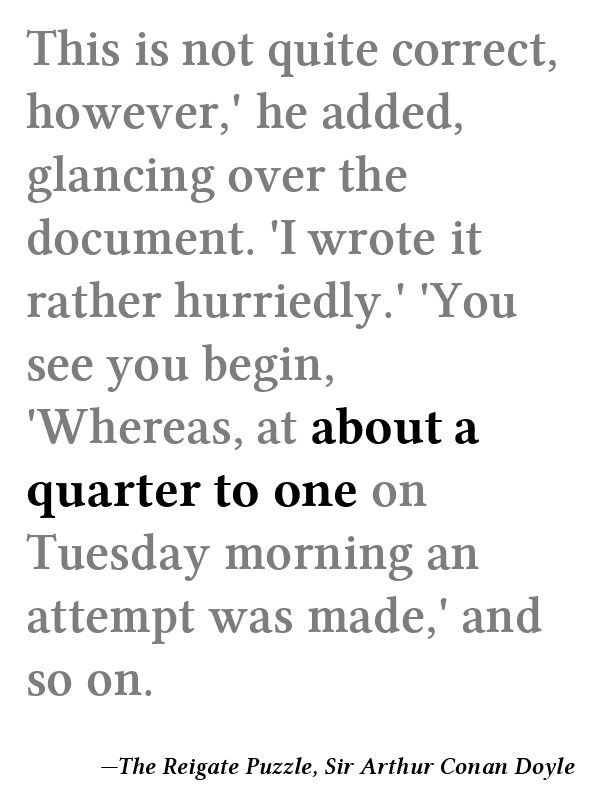 This is not quite correct,
however,' he added,
glancing over the
document. 'I wrote it
rather hurriedly.' 'You
see you begin,
'Whereas, at about a
quarter to one on
Tuesday morning an
attempt was made,' and
so on.
—The Reigate Puzzle, Sir Arthur Conan Doyle